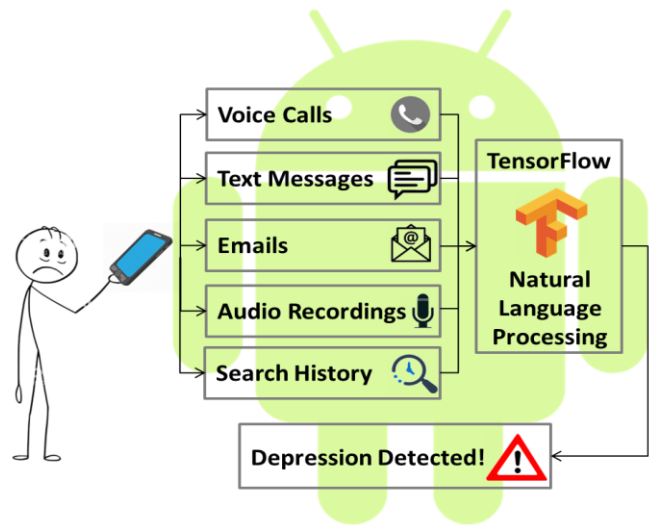 Voice Calls
Text Messages
Emails
Audio Recordings
Search History
TensorFlow
Natural
Language
Processing
Depression Detected!